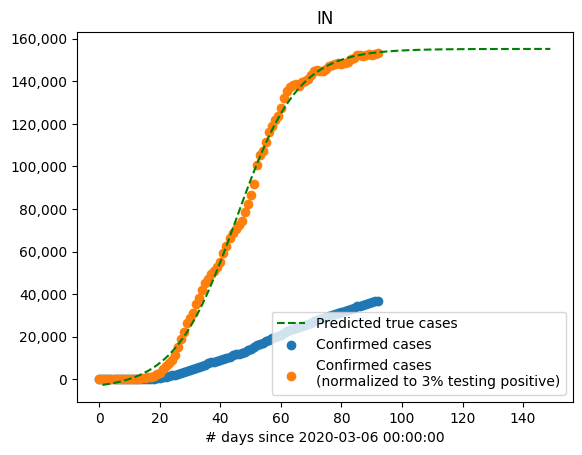 IN
160,000
140,000
120,000
100,000
80,000
60,000
40,000
20,000
0
Predicted true cases
Confirmed cases
Confirmed cases
(normalized to 3% testing positive)
0 20 40 60 80 100 120 140
# days since 2020-03-06 00:00:00